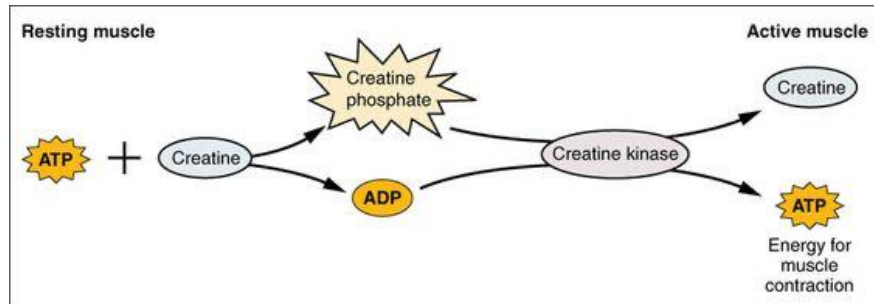 Resting muscle
Active muscle
Creatine
phosphate
Creatine
ATP
+
Creatine
Creatine kinase
ADP
ATP
Energy for
muscle
contraction